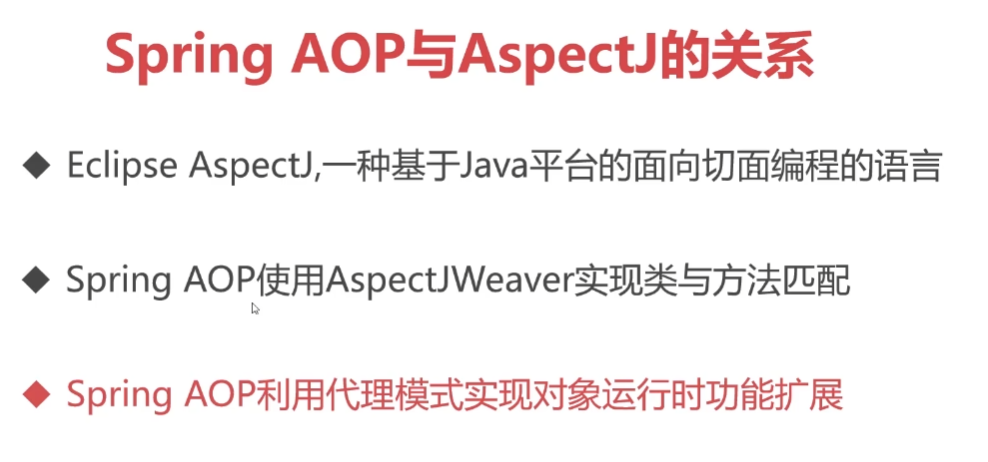 Spring AOP与AspectJ的关系
Eclipse AspectJ,一种基于Java平台的面向切面编程的语言
Spring AOP使用AspectJWeaver实现类与方法匹配
Spring AOP利用代理模式实现对象运行时功能扩展